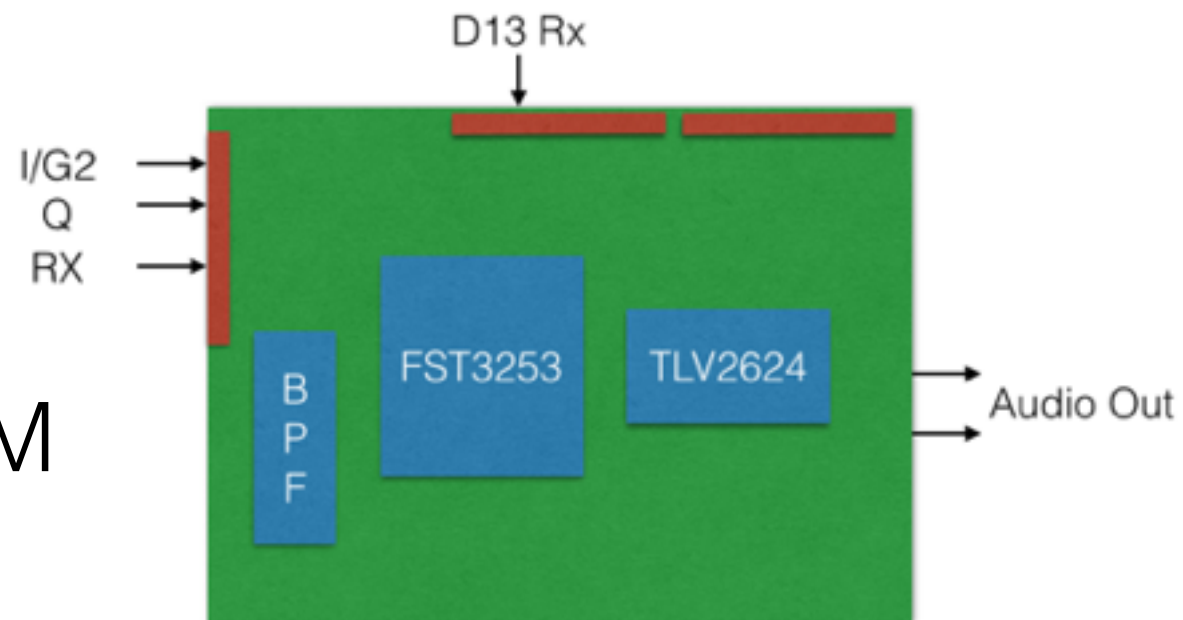 D13 Rx
I/G2
Q
RX
FST3253
TLV2624
B
P
F
Audio Out
M